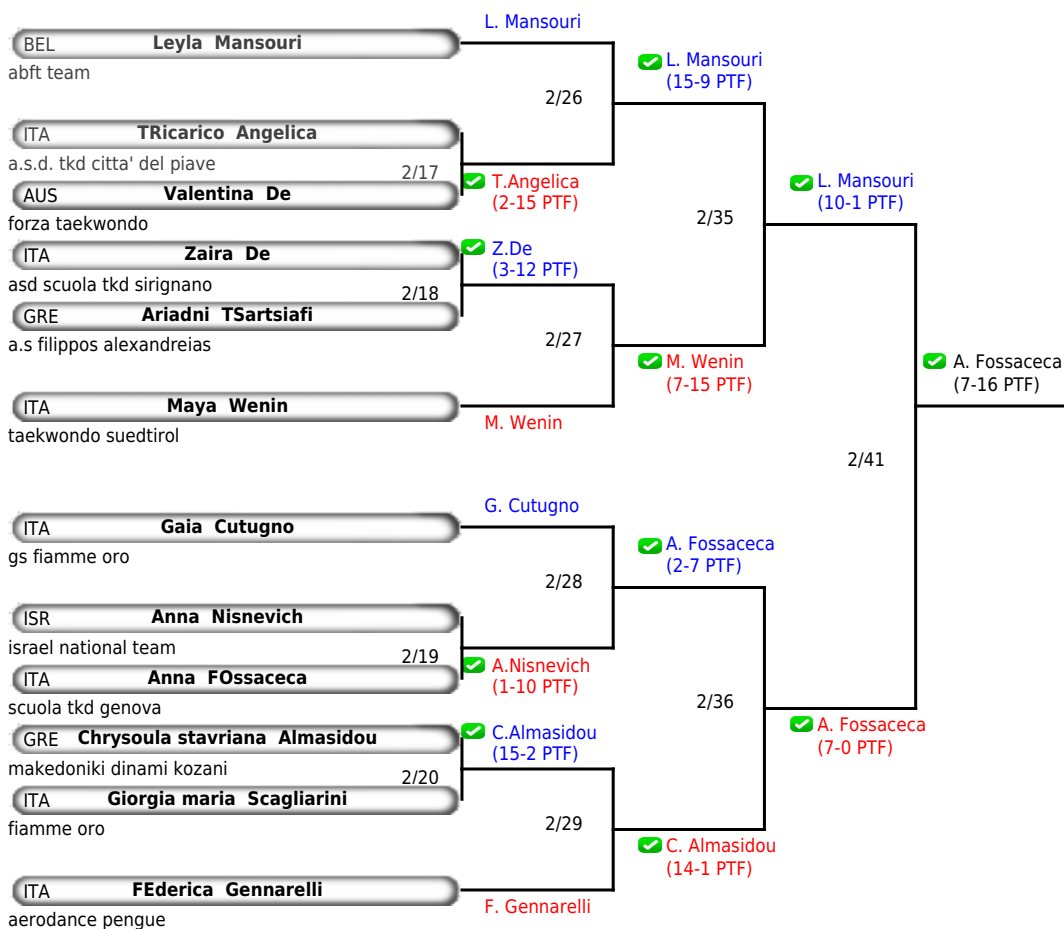 L. Mansouri
BEL Leyla Mansouri
abft team
L. Mansouri
(15-9 PTF)
2/26
ITA TRicarico Angelica
a.s.d. tkd citta' del piave
2/17
T.Angelica
(2-15 PTF)
AUS Valentina De
forza taekwondo
L. Mansouri
(10-1 PTF)
2/35
ITA Zaira De
asd scuola tkd sirignano
Z.De
(3-12 PTF)
2/18
GRE Ariadni TSartsiafi
a.s filippos alexandreias
2/27
M. Wenin
(7-15 PTF)
A. Fossaceca
(7-16 PTF)
ITA Maya Wenin
taekwondo suedtirol
M. Wenin
2/41
G. Cutugno
ITA Gaia Cutugno
gs fiamme oro
A. Fossaceca
(2-7 PTF)
2/28
ISR Anna Nisnevich
israel national team
2/19
A.Nisnevich
(1-10 PTF)
ITA Anna FOssaceca
scuola tkd genova
2/36
A. Fossaceca
(7-0 PTF)
GRE Chrysoula stavriana Almasidou
makedoniki dinami kozani
C.Almasidou
(15-2 PTF)
2/20
ITA Giorgia maria Scagliarini
fiamme oro
2/29
C. Almasidou
(14-1 PTF)
ITA FEderica Gennarelli
aerodance pengue
F. Gennarelli